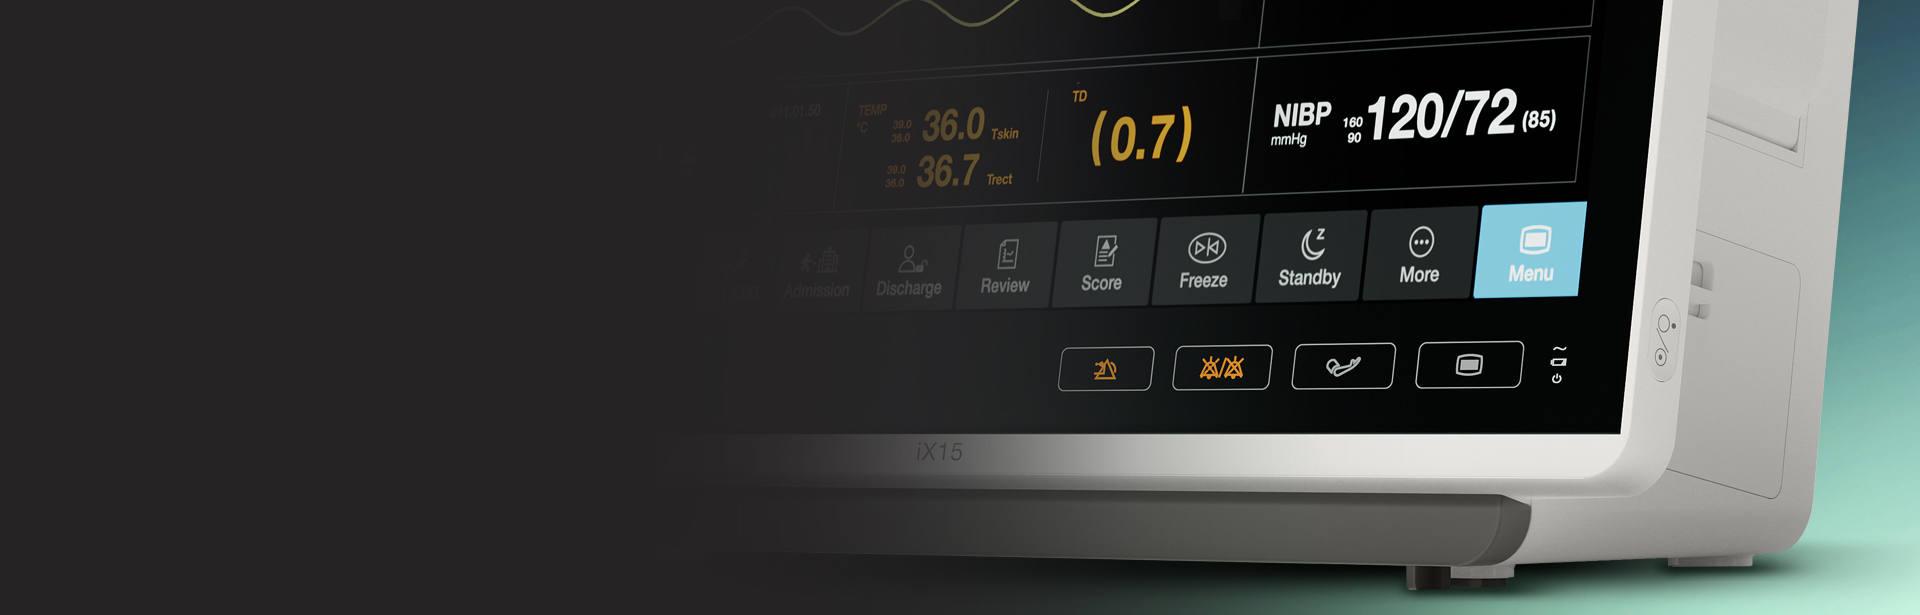 TEMP
°C
39.0
36.0
36.0 Tskin
39.0
36.0
36.7 Trect
TD
(0.7)
NIBP
mmHg
160
90
120/72 (85)
Admission
Discharge
Review
Score
Freeze
Standby
More
Menu
iX15